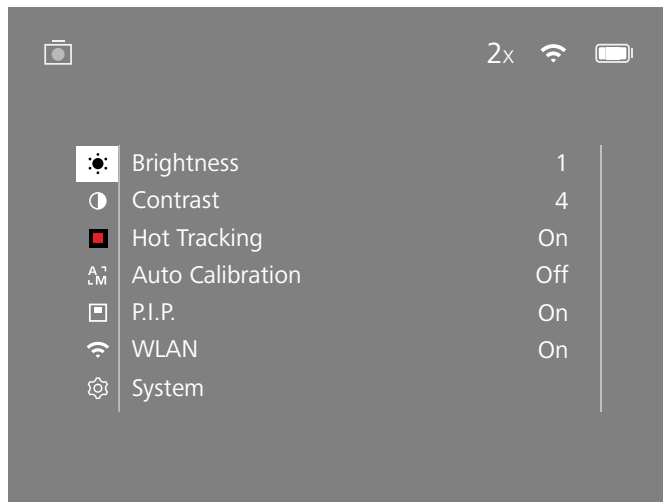 2x
Brightness 1
Contrast 4
Hot Tracking On
A M Auto Calibration Off
P.I.P. On
WLAN On
System